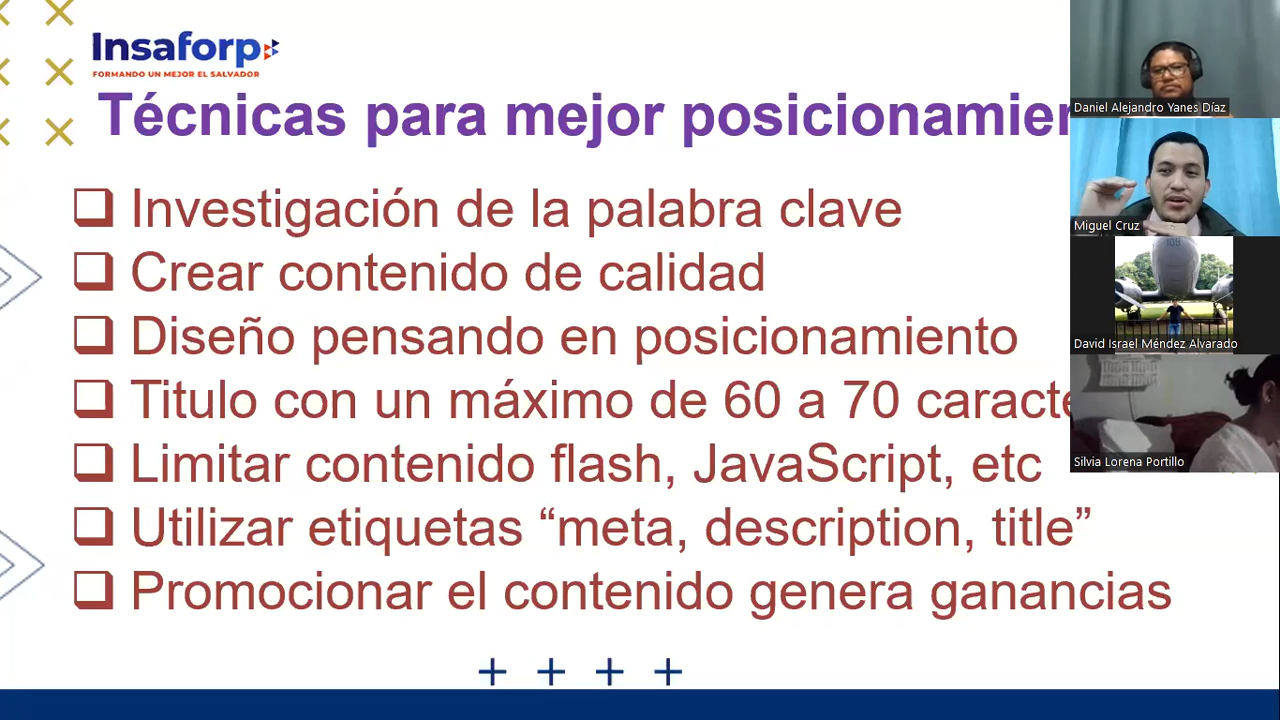 Insaforp
FORMANDO UN MEJOR EL SALVADOR
Técnicas para mejor
Investigación de la palabra clave
Crear contenido de calidad
Diseño pensando en posicionamiento
Titulo con un máximo de 60 a 70
Limitar contenido flash, JavaScript, etc
Utilizar etiquetas “meta, description, title”
Promocionar el contenido genera ganancias
Daniel Alejandro Yanes Díaz
Miguel Cruz
108
David Israel Méndez Alvarado
Silvia Lorena Portillo